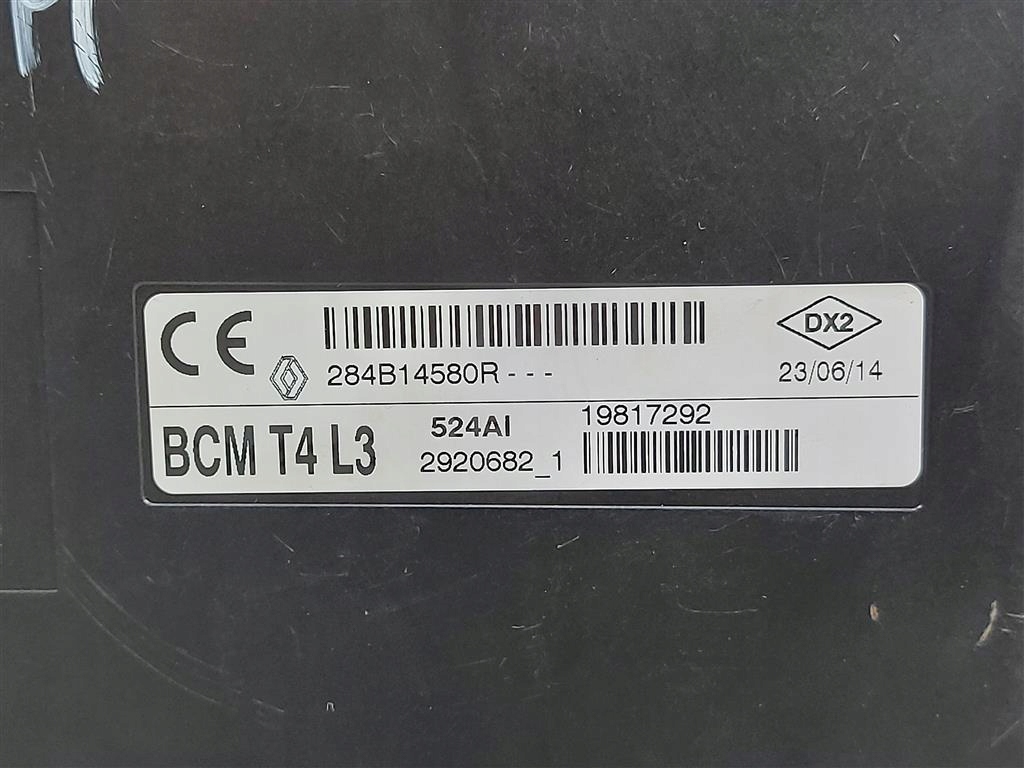 CE
284B14580R - - -
DX2
23/06/14
BCM T4 L3
524AI
2920682_1
19817292